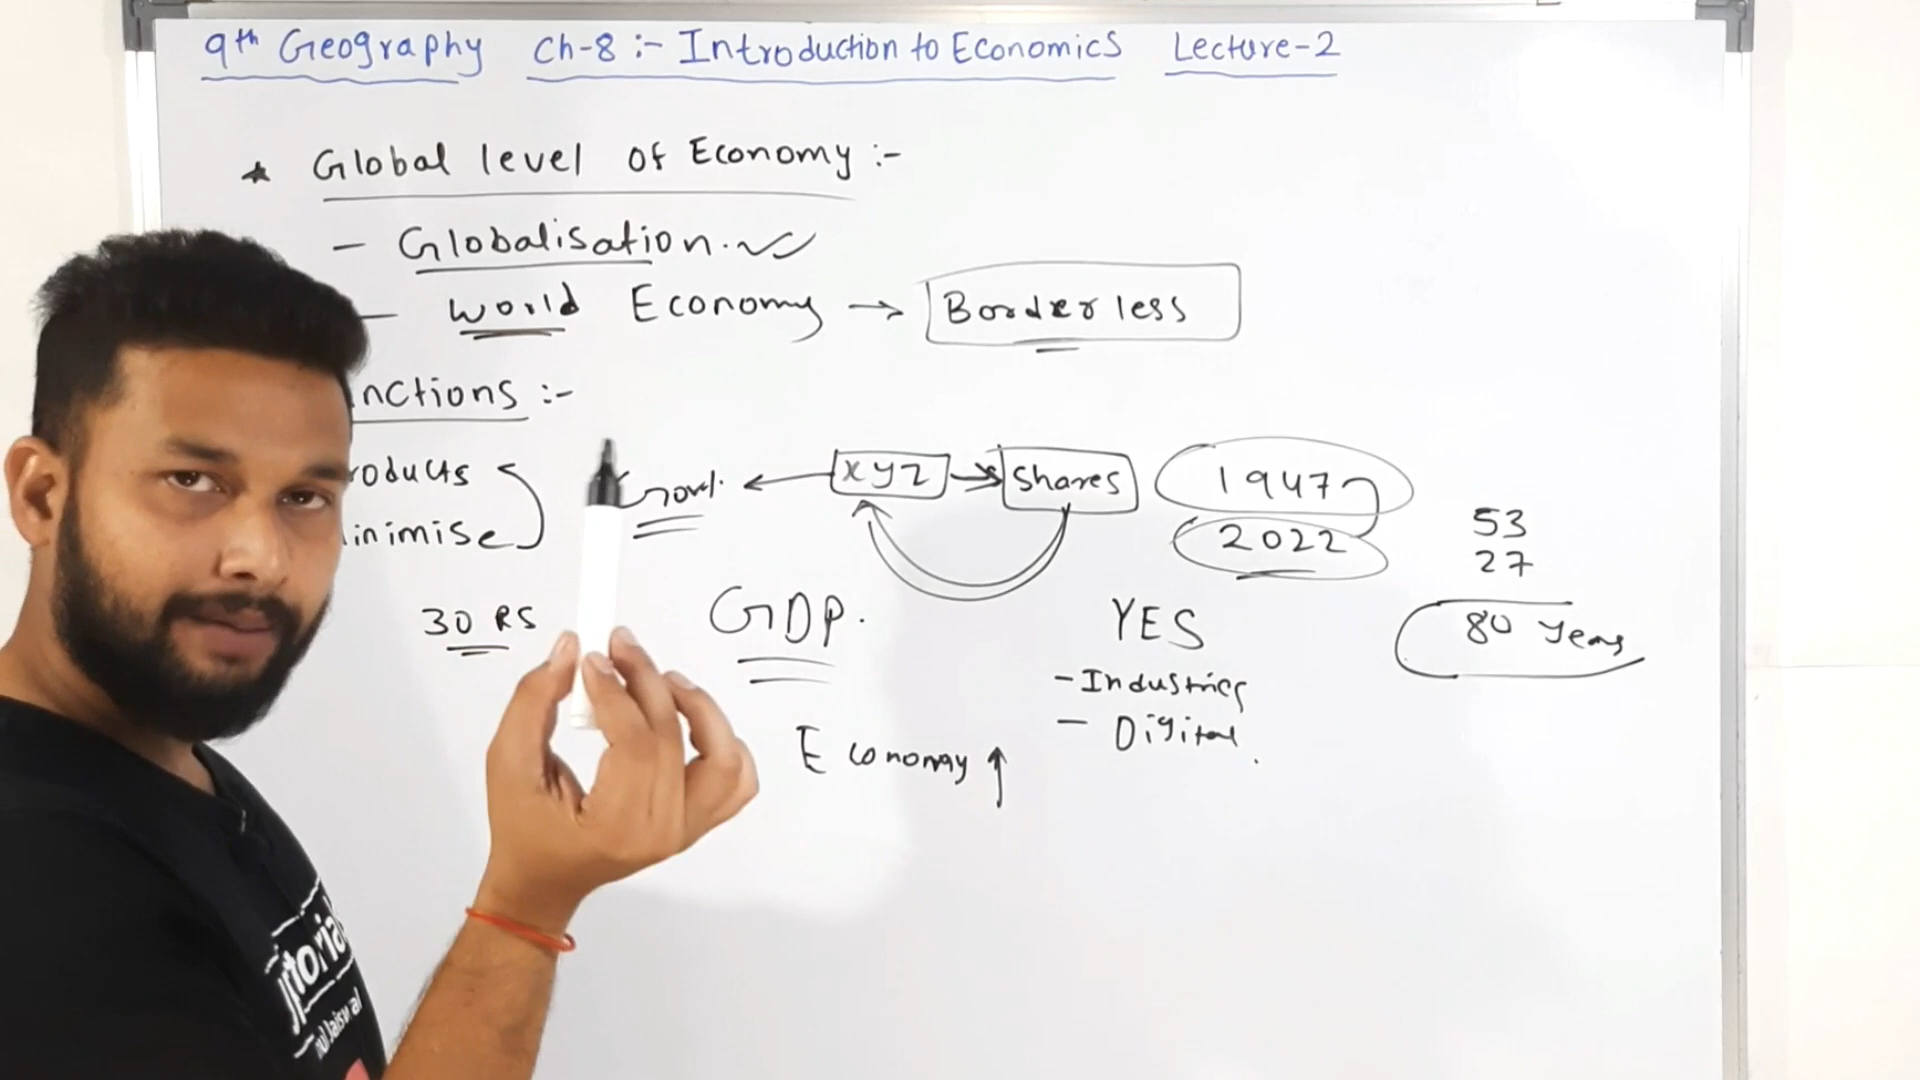 9th Geography Ch-8 :- Introduction to Economics Lecture-2
★ Global level of Economy :-
- Globalisation.
- World Economy → Borderless
nctions :-
roducts
inimise
Govt. ← xyz → Shares
1947
2022
53
27
80 Years
30 RS
GDP.
YES
- Industries
- Digital
Economy ↑